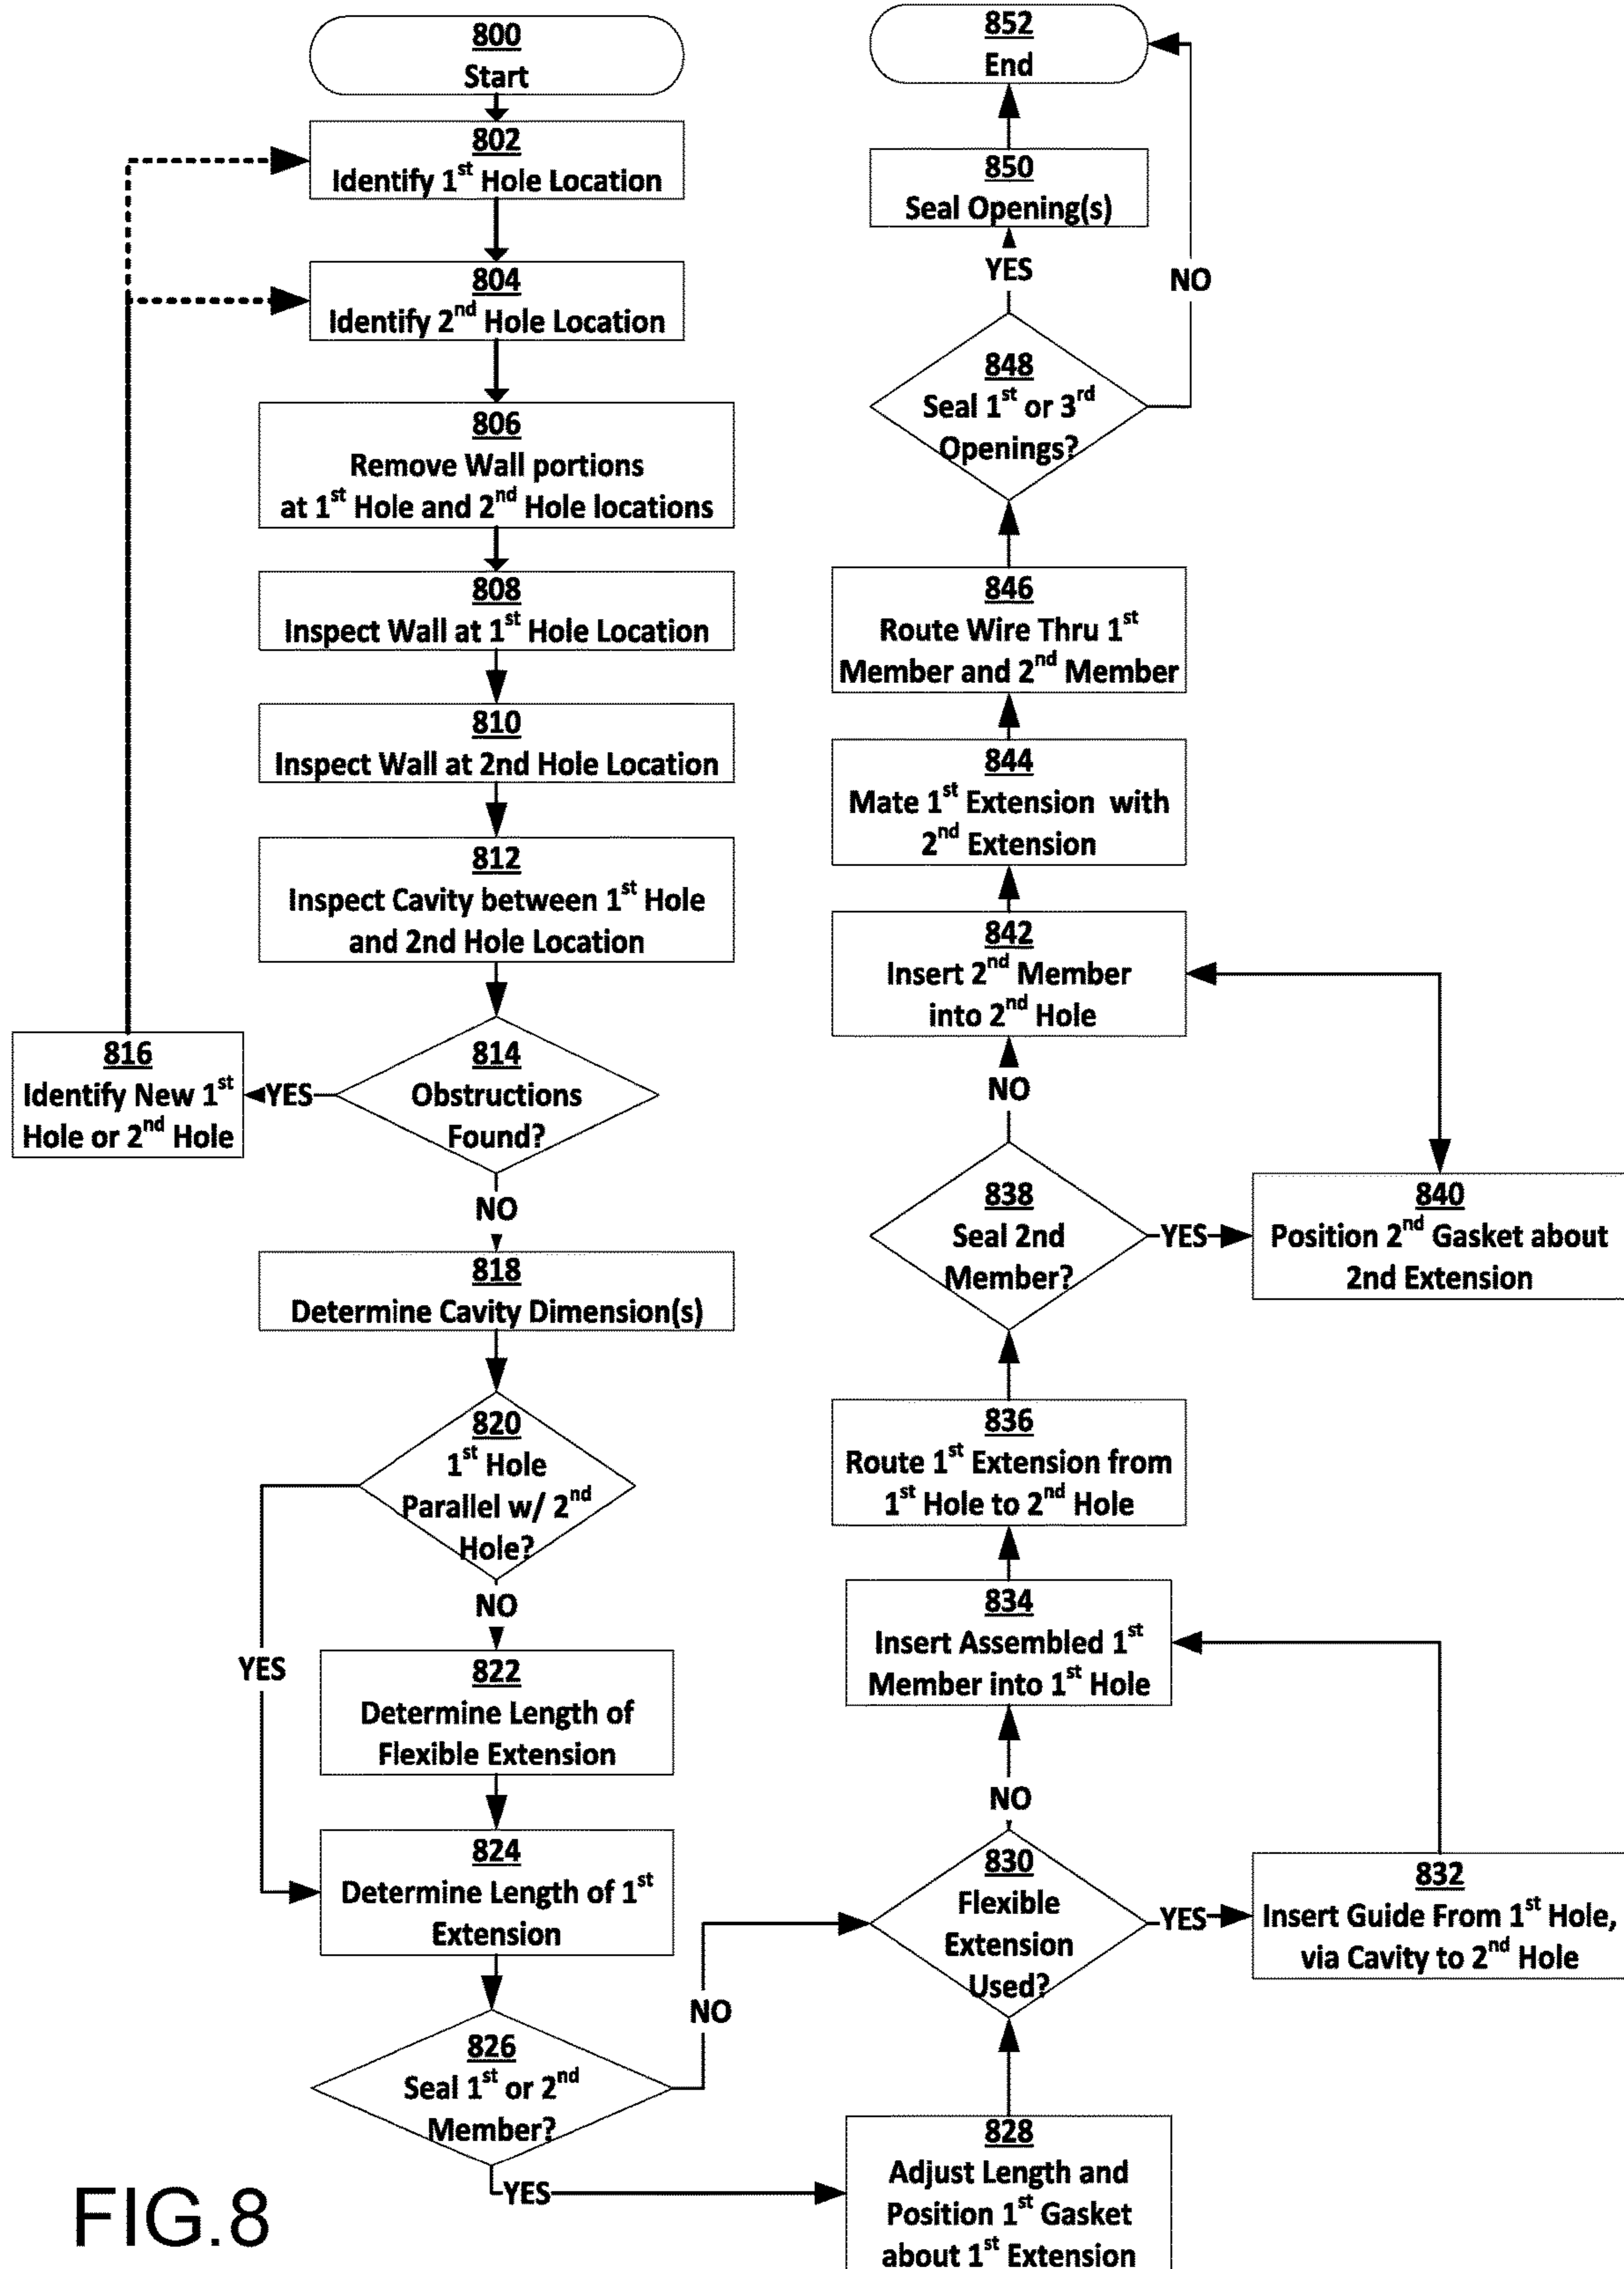 800
Start
802
Identify 1st Hole Location
804
Identify 2nd Hole Location
806
Remove Wall portions
at 1st Hole and 2nd Hole locations
808
Inspect Wall at 1st Hole Location
810
Inspect Wall at 2nd Hole Location
812
Inspect Cavity between 1st Hole
and 2nd Hole Location
814
Obstructions
Found?
YES
816
Identify New 1st
Hole or 2nd Hole
NO
818
Determine Cavity Dimension(s)
820
1st Hole
Parallel w/ 2nd
Hole?
YES
NO
822
Determine Length of
Flexible Extension
824
Determine Length of 1st
Extension
826
Seal 1st or 2nd
Member?
NO
YES
828
Adjust Length and
Position 1st Gasket
about 1st Extension
830
Flexible
Extension
Used?
YES
832
Insert Guide From 1st Hole,
via Cavity to 2nd Hole
NO
834
Insert Assembled 1st
Member into 1st Hole
836
Route 1st Extension from
1st Hole to 2nd Hole
838
Seal 2nd
Member?
YES
840
Position 2nd Gasket about
2nd Extension
NO
842
Insert 2nd Member
into 2nd Hole
844
Mate 1st Extension with
2nd Extension
846
Route Wire Thru 1st
Member and 2nd Member
848
Seal 1st or 3rd
Openings?
YES
NO
850
Seal Opening(s)
852
End
FIG.8